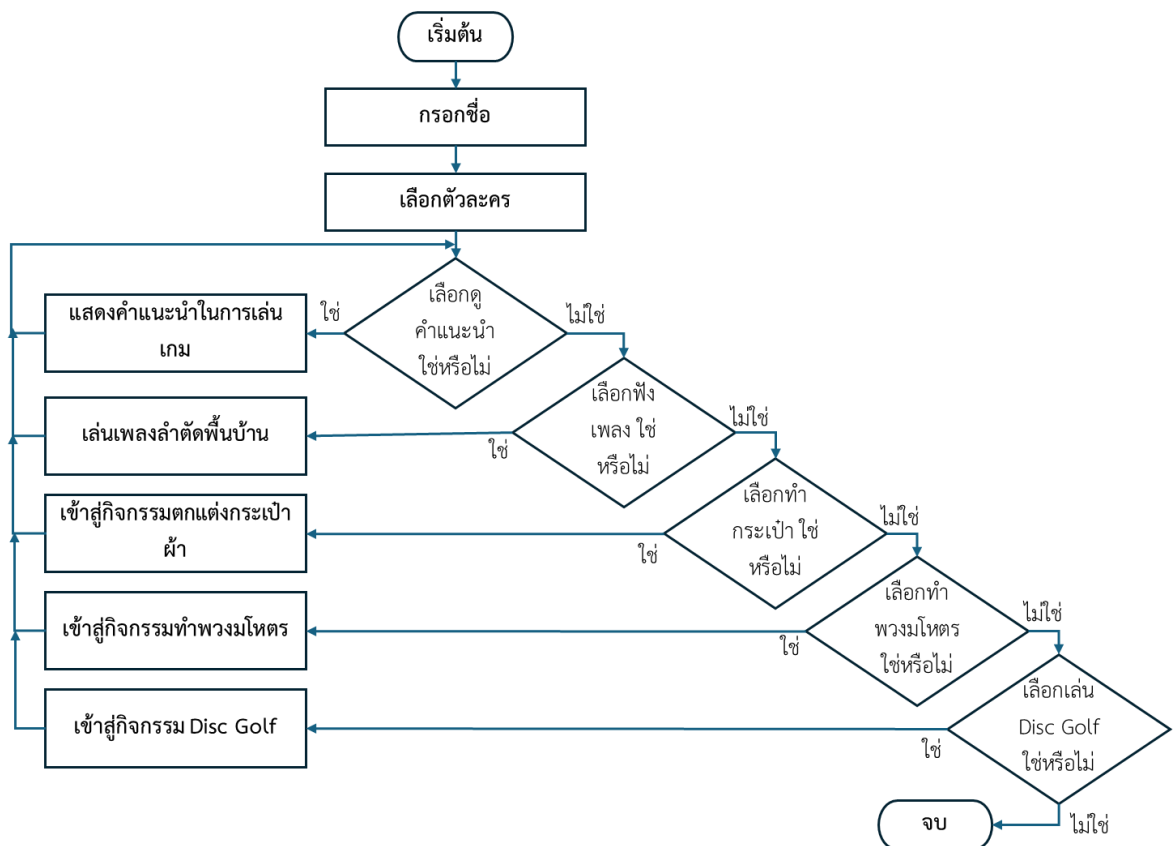 เริ่มต้น
กรอกชื่อ
เลือกตัวละคร
เลือกดู
คำแนะนำ
ใช่หรือไม่
ใช่
ไม่ใช่
แสดงคำแนะนำในการเล่น
เกม
เลือกฟัง
เพลง ใช่
หรือไม่
ใช่
ไม่ใช่
เล่นเพลงลำตัดพื้นบ้าน
เลือกทำ
กระเป๋า ใช่
หรือไม่
ใช่
ไม่ใช่
เข้าสู่กิจกรรมตกแต่งกระเป๋า
ผ้า
เลือกทำ
พวงมโหตร
ใช่หรือไม่
ใช่
ไม่ใช่
เข้าสู่กิจกรรมทำพวงมโหตร
เลือกเล่น
Disc Golf
ใช่หรือไม่
ใช่
ไม่ใช่
เข้าสู่กิจกรรม Disc Golf
จบ